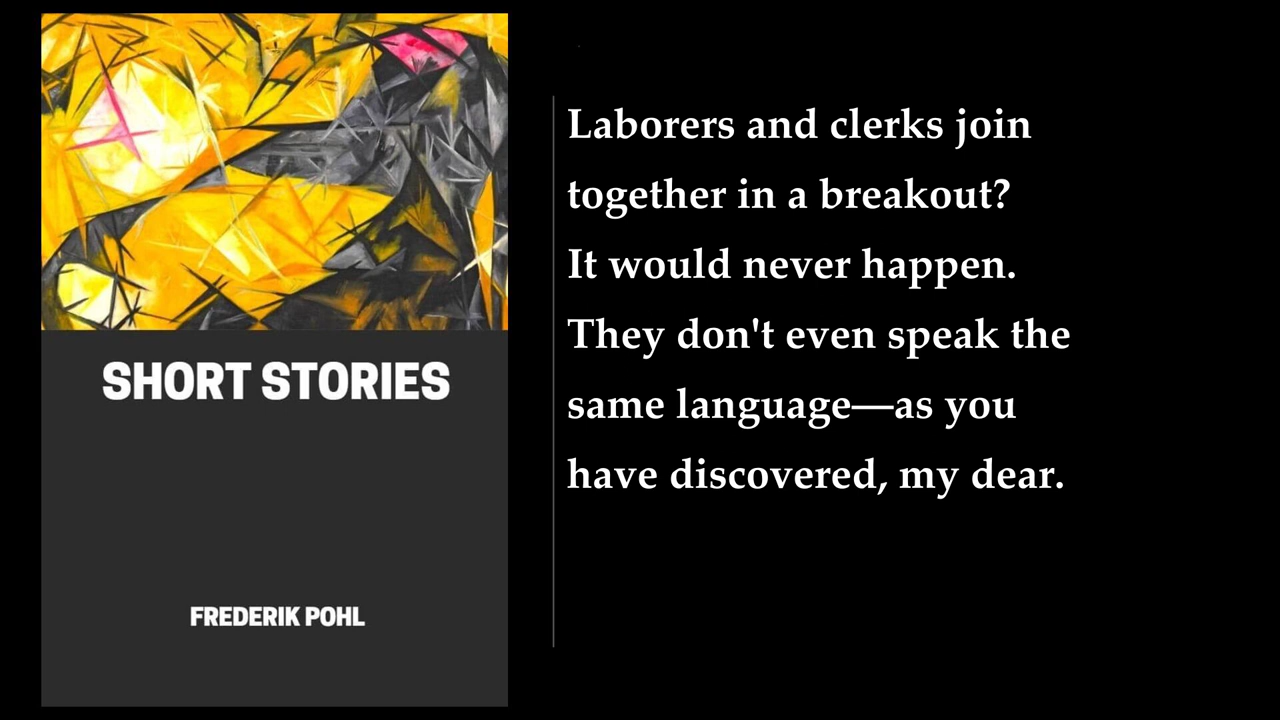 SHORT STORIES
FREDERIK POHL
Laborers and clerks join
together in a breakout?
It would never happen.
They don't even speak the
same language—as you
have discovered, my dear.